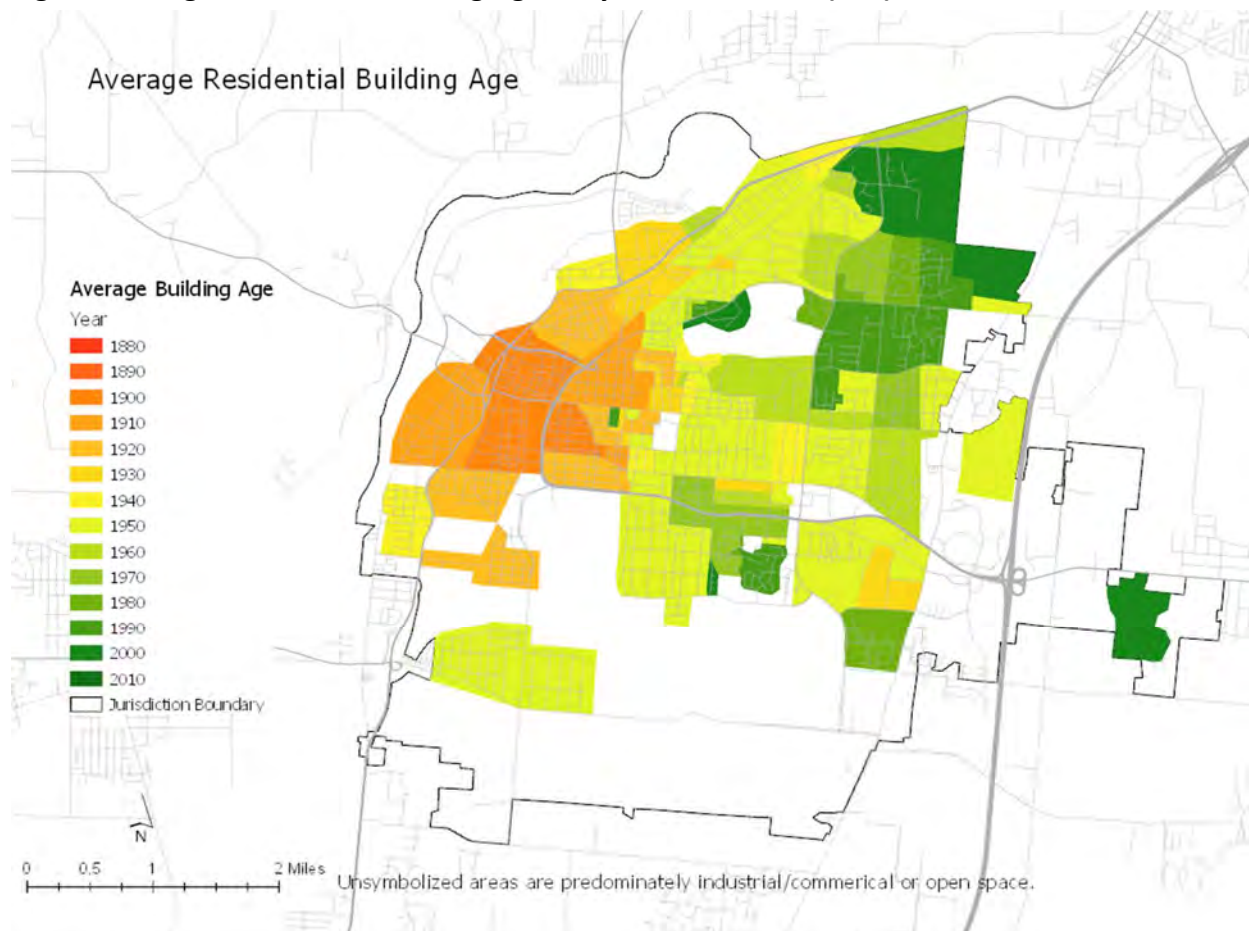 Average Residential Building Age
Average Building Age
Year
1880
1890
1900
1910
1920
1930
1940
1950
1960
1970
1980
1990
2000
2010
Jurisdiction Boundary
N
0 0.5 1 2 Miles
Unsymbolized areas are predominately industrial/commerical or open space.